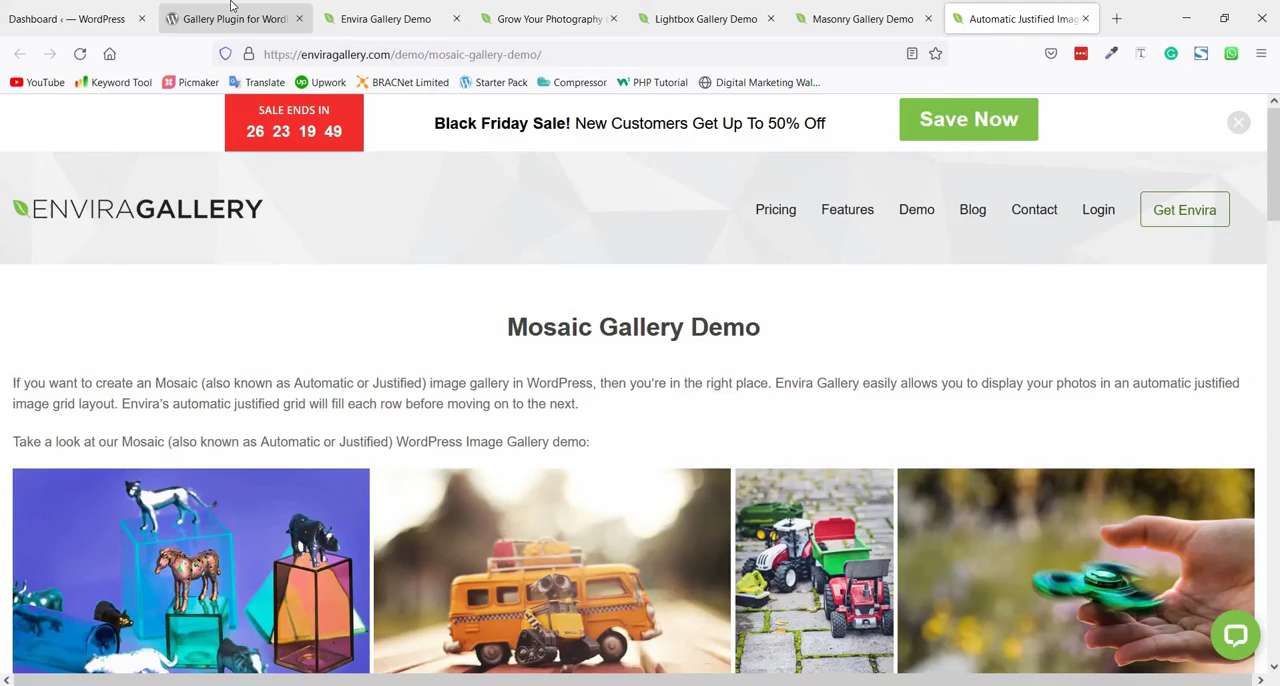 Dashboard ‹ — WordPress
Gallery Plugin for Word
Envira Gallery Demo
Grow Your Photography
Lightbox Gallery Demo
Masonry Gallery Demo
Automatic Justified Imag
https://enviragallery.com/demo/mosaic-gallery-demo/
YouTube
Keyword Tool
Picmaker
Translate
Upwork
BRACNet Limited
Starter Pack
Compressor
PHP Tutorial
Digital Marketing Wal...
SALE ENDS IN
26 23 19 49
Black Friday Sale! New Customers Get Up To 50% Off
Save Now
ENVIRAGALLERY
Pricing
Features
Demo
Blog
Contact
Login
Get Envira
Mosaic Gallery Demo
If you want to create an Mosaic (also known as Automatic or Justified) image gallery in WordPress, then you're in the right place. Envira Gallery easily allows you to display your photos in an automatic justified
image grid layout. Envira's automatic justified grid will fill each row before moving on to the next.
Take a look at our Mosaic (also known as Automatic or Justified) WordPress Image Gallery demo: